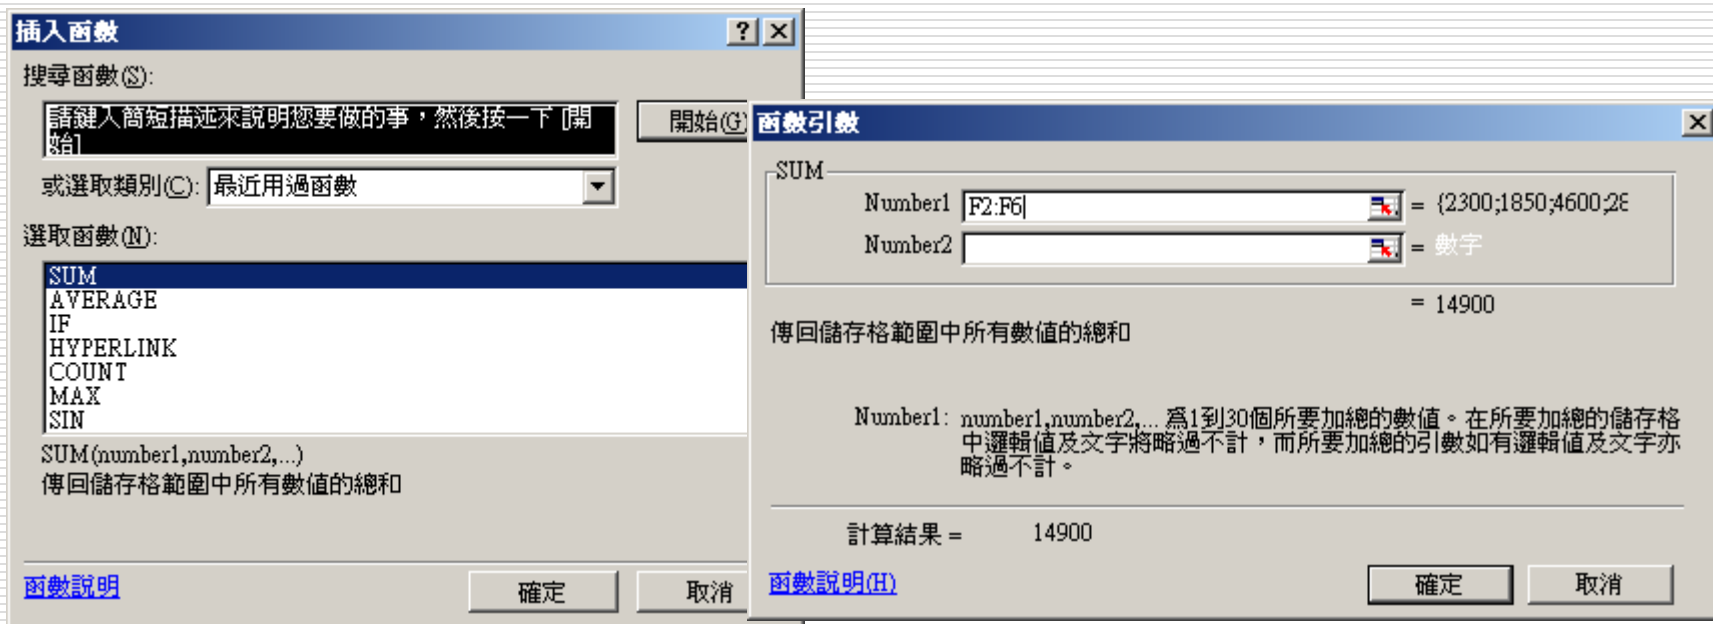 插入函數
搜尋函數(S):
請鍵入簡短描述來說明您要做的事，然後按一下 [開
始]
開始(G)
或選取類別(C): 最近用過函數
選取函數(N):
SUM
AVERAGE
IF
HYPERLINK
COUNT
MAX
SIN
SUM(number1,number2,...)
傳回儲存格範圍中所有數值的總和
函數說明
確定
取消
函數引數
SUM
Number1 F2:F6 = {2300;1850;4600;28
Number2 = 數字
= 14900
傳回儲存格範圍中所有數值的總和
Number1: number1,number2,... 為1到30個所要加總的數值。在所要加總的儲存格
中邏輯值及文字將略過不計，而所要加總的引數如有邏輯值及文字亦
略過不計。
計算結果 = 14900
函數說明(H)
確定
取消